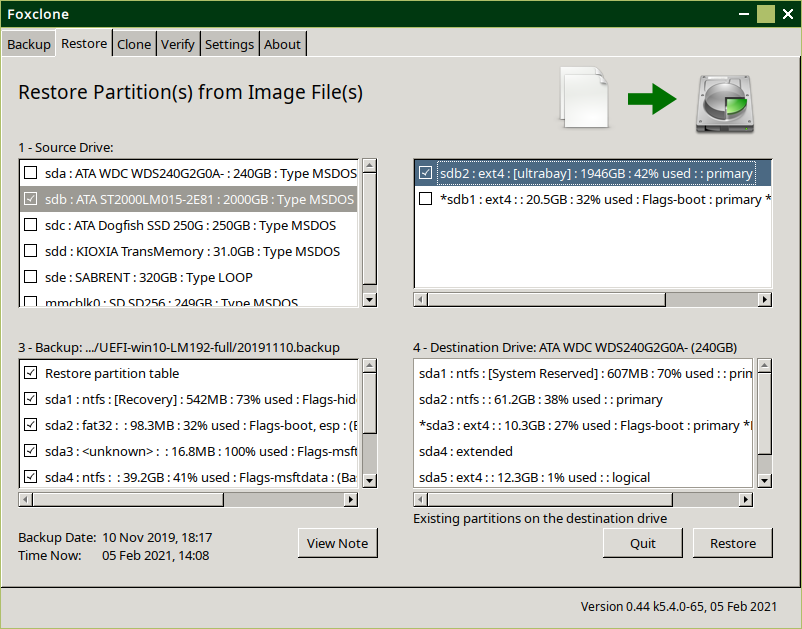 Foxclone
Backup Restore Clone Verify Settings About
Restore Partition(s) from Image File(s)
1 - Source Drive:
sda : ATA WDC WDS240G2G0A- : 240GB : Type MSDOS
sdb : ATA ST2000LM015-2E81 : 2000GB : Type MSDOS
sdc : ATA Dogfish SSD 250G : 250GB : Type MSDOS
sdd : KIOXIA TransMemory : 31.0GB : Type MSDOS
sde : SABRENT : 320GB : Type LOOP
mmcblk0 : SD SD256 : 249GB : Type MSDOS
sdb2 : ext4 : [ultrabay] : 1946GB : 42% used : : primary
*sdb1 : ext4 : : 20.5GB : 32% used : Flags-boot : primary *
3 - Backup: .../UEFI-win10-LM192-full/20191110.backup
Restore partition table
sda1 : ntfs : [Recovery] : 542MB : 73% used : Flags-hid
sda2 : fat32 : : 98.3MB : 32% used : Flags-boot, esp : (E
sda3 : <unknown> : : 16.8MB : 100% used : Flags-msft
sda4 : ntfs : : 39.2GB : 41% used : Flags-msftdata : (Bas
4 - Destination Drive: ATA WDC WDS240G2G0A- (240GB)
sda1 : ntfs : [System Reserved] : 607MB : 70% used : : prim
sda2 : ntfs : : 61.2GB : 38% used : : primary
*sda3 : ext4 : : 10.3GB : 27% used : Flags-boot : primary *
sda4 : extended
sda5 : ext4 : : 12.3GB : 1% used : : logical
Existing partitions on the destination drive
Backup Date: 10 Nov 2019, 18:17
Time Now: 05 Feb 2021, 14:08
View Note
Quit
Restore
Version 0.44 k5.4.0-65, 05 Feb 2021